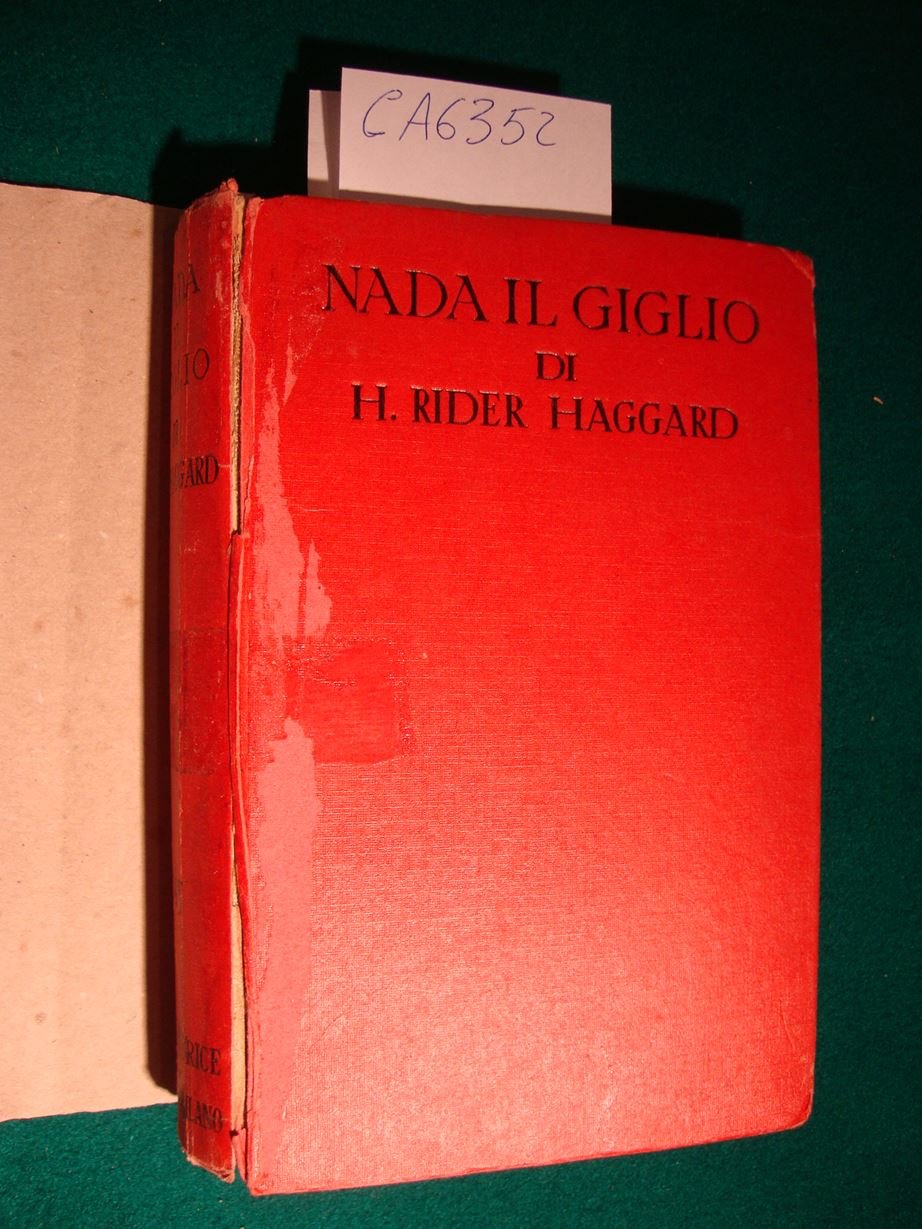 CA6352
NADA IL GIGLIO
DI
H. RIDER HAGGARD